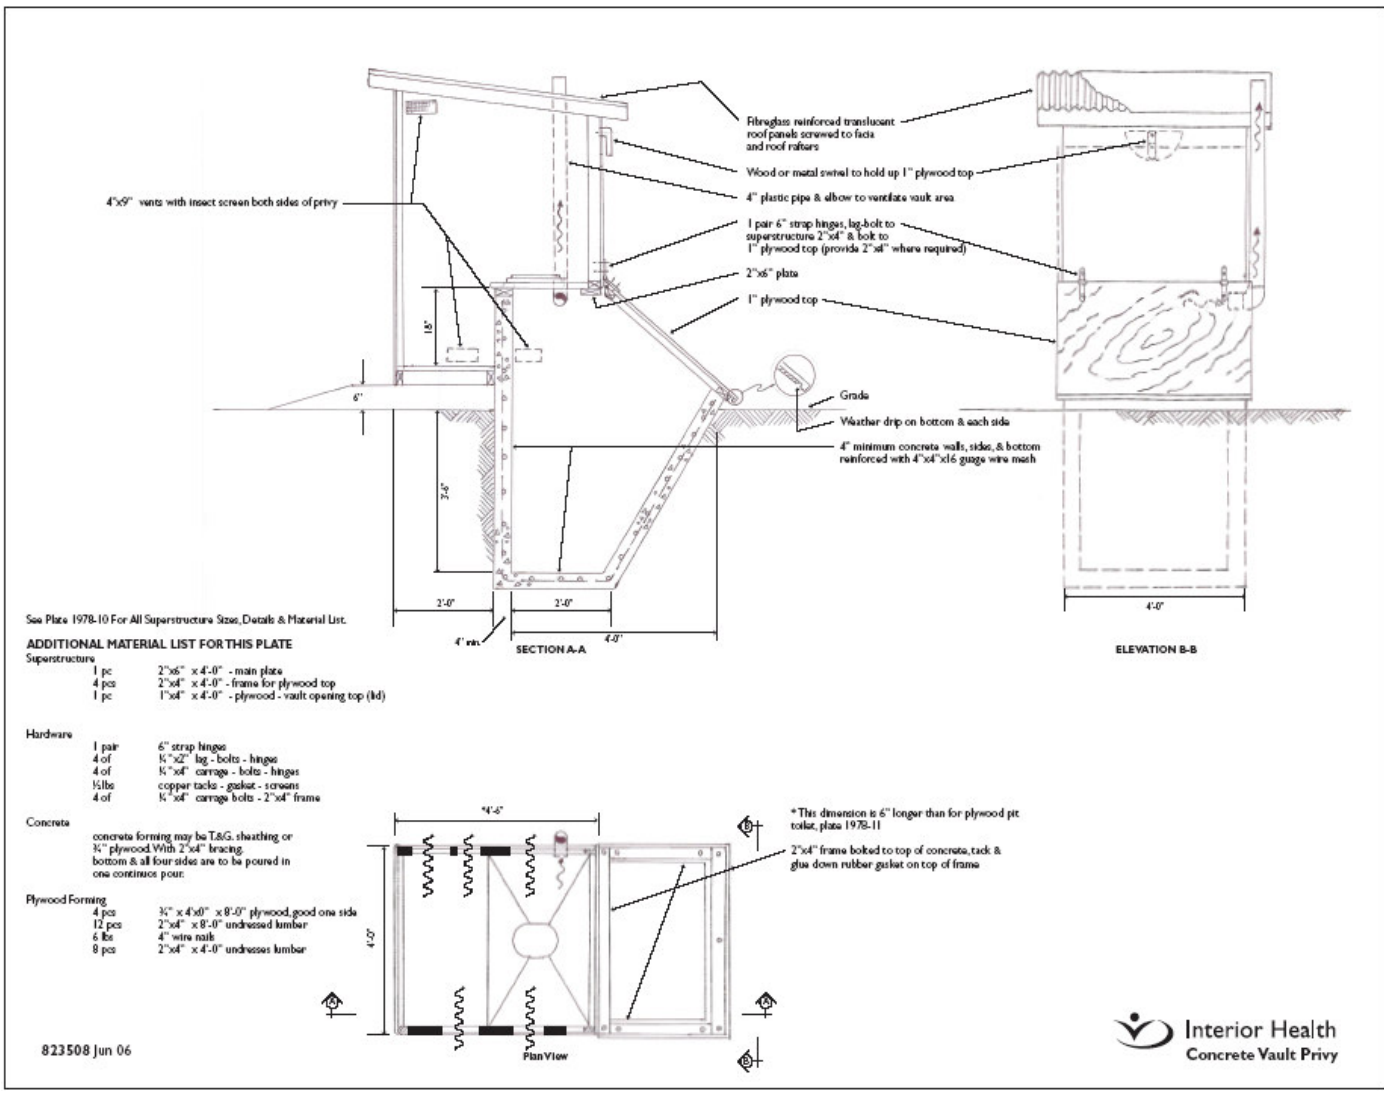 Fibreglass reinforced translucent
roof panels screwed to facia
and roof rafters
Wood or metal swivel to hold up 1" plywood top
4" plastic pipe & elbow to ventilate vault area
4"x9" vents with insect screen both sides of privy
1 pair 6" strap hinges, lag-bolt to
superstructure 2"x4" & bolt to
1" plywood top (provide 2"x4" where required)
2"x6" plate
1" plywood top
18"
6"
Grade
Weather drip on bottom & each side
4" minimum concrete walls, sides, & bottom
reinforced with 4"x4"x16 guage wire mesh
3'-6"
2'-0"
2'-0"
4'-0"
4" min.
4'-0"
SECTION A-A
ELEVATION B-B
See Plate 1978-10 For All Superstructure Sizes, Details & Material List.
ADDITIONAL MATERIAL LIST FOR THIS PLATE
Superstructure
1 pc 2"x6" x 4'-0" - main plate
4 pcs 2"x4" x 4'-0" - frame for plywood top
1 pc 1"x4" x 4'-0" - plywood - vault opening top (lid)
Hardware
1 pair 6" strap hinges
4 of ¼"x2" lag - bolts - hinges
4 of ¼"x4" carrage - bolts - hinges
½lbs copper tacks - gasket - screens
4 of ¼"x4" carrage bolts - 2"x4" frame
Concrete
concrete forming may be T.&G. sheathing or
¾" plywood. With 2"x4" bracing.
bottom & all four sides are to be poured in
one continuos pour.
Plywood Forming
4 pcs ¾" x 4'x0" x 8'-0" plywood, good one side
12 pcs 2"x4" x 8'-0" undressed lumber
6 lbs 4" wire nails
8 pcs 2"x4" x 4'-0" undresses lumber
*4'-6"
4'-0"
* This dimension is 6" longer than for plywood pit
toilet, plate 1978-11
2"x4" frame bolted to top of concrete, tack &
glue down rubber gasket on top of frame
B
A
A
B
Plan View
823508 Jun 06
Interior Health
Concrete Vault Privy